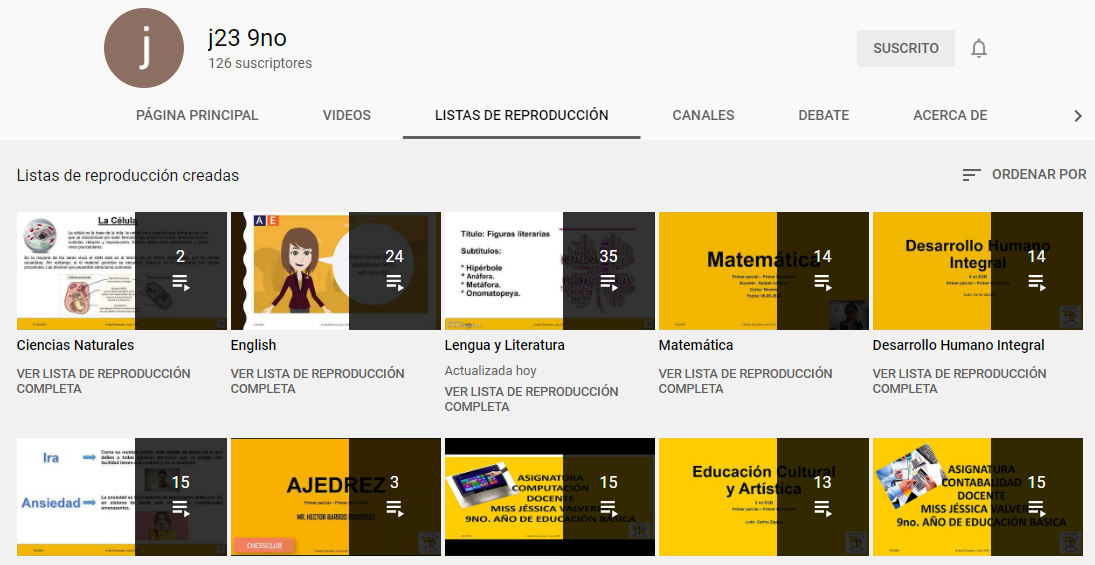 j
j23 9no
126 suscriptores
SUSCRITO
PÁGINA PRINCIPAL
VIDEOS
LISTAS DE REPRODUCCIÓN
CANALES
DEBATE
ACERCA DE
Listas de reproducción creadas
ORDENAR POR
La Célula
2
Ciencias Naturales
VER LISTA DE REPRODUCCIÓN
COMPLETA
A E
24
English
VER LISTA DE REPRODUCCIÓN
COMPLETA
Título: Figuras literarias
Subtítulos:
* Hipérbole
* Anáfora.
* Metáfora.
* Onomatopeya.
35
Lengua y Literatura
Actualizada hoy
VER LISTA DE REPRODUCCIÓN
COMPLETA
Matemática
14
Matemática
VER LISTA DE REPRODUCCIÓN
COMPLETA
Desarrollo Humano
Integral
14
Desarrollo Humano Integral
VER LISTA DE REPRODUCCIÓN
COMPLETA
Ira
Ansiedad
15
AJEDREZ
MR. HECTOR BARROS RODRIGUEZ
CHESSCLUB
3
ASIGNATURA
COMPUTACIÓN
DOCENTE
MISS JÉSSICA VALVERDE
9NO. AÑO DE EDUCACIÓN BÁSICA
15
Educación Cultural
y Artística
13
ASIGNATURA
CONTABALIDAD
DOCENTE
MISS JÉSSICA VALVERDE
9no. AÑO DE EDUCACIÓN BÁSICA
15